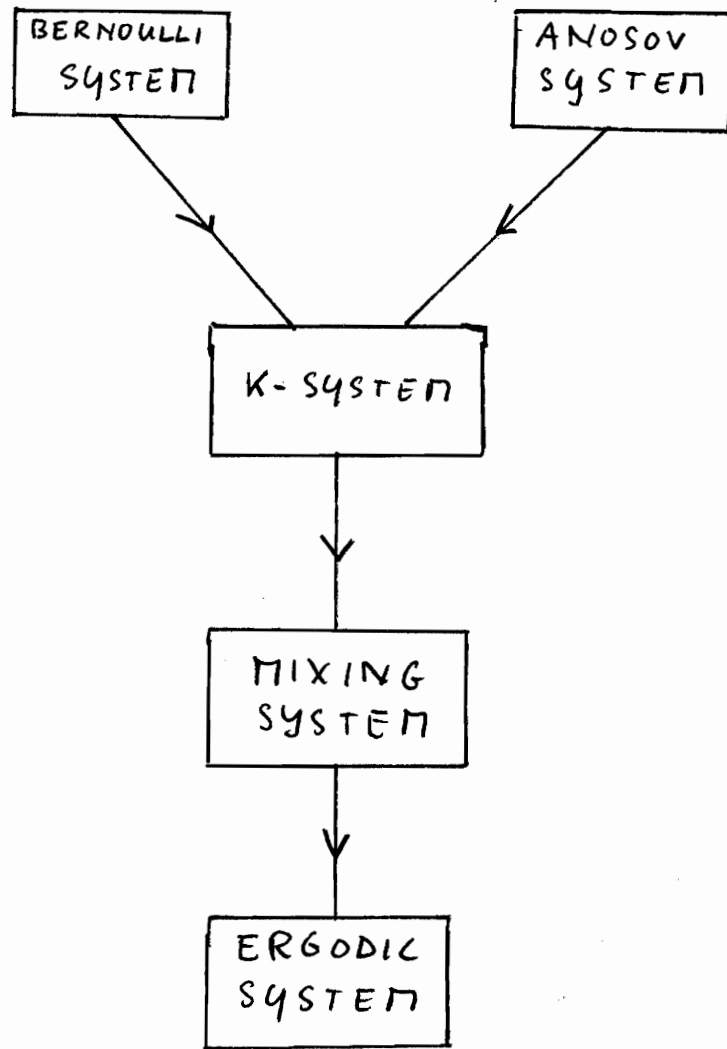 BERNOULLI
SYSTEM
ANOSOV
SYSTEM
K-SYSTEM
MIXING
SYSTEM
ERGODIC
SYSTEM